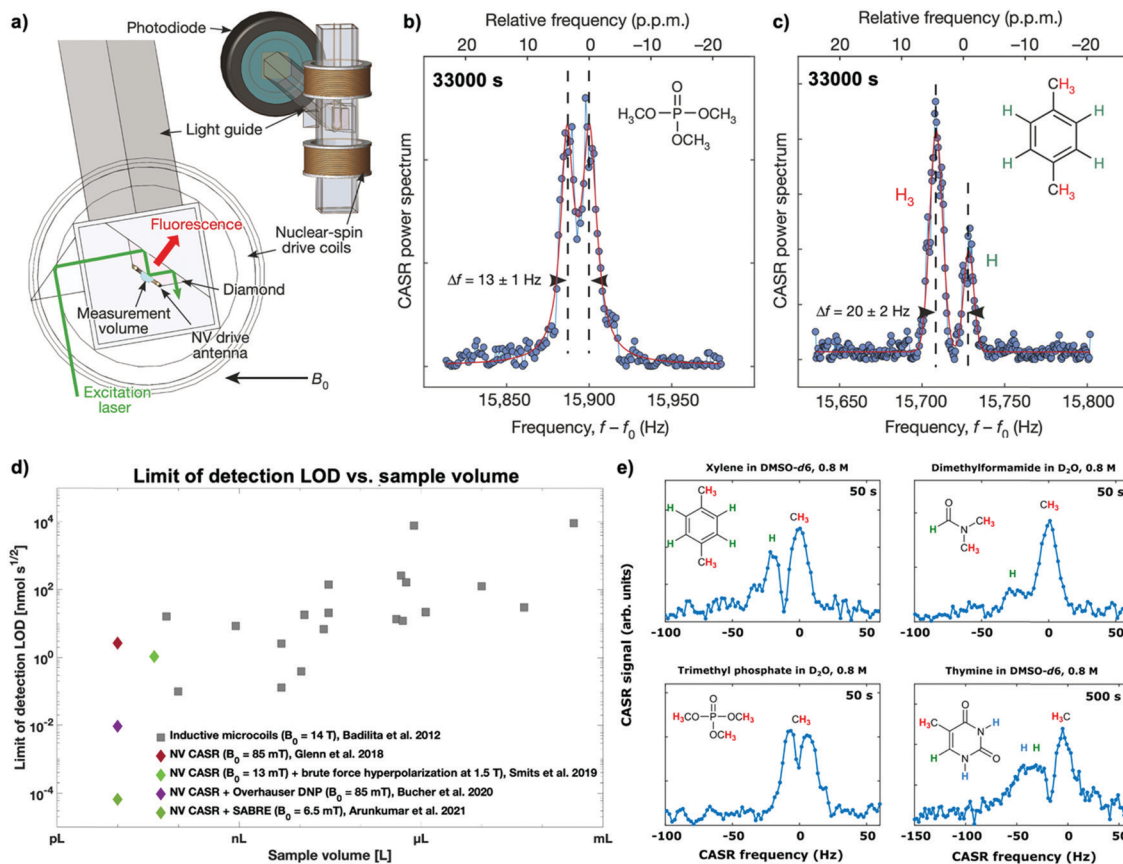 a)
Photodiode
Light guide
Fluorescence
Nuclear-spin
drive coils
Diamond
Measurement
volume
NV drive
antenna
B0
Excitation
laser
b)
Relative frequency (p.p.m.)
20 10 0 –10 –20
33000 s
O
H3CO P OCH3
OCH3
CASR power spectrum
Δf = 13 ± 1 Hz
15,850 15,900 15,950
Frequency, f – f0 (Hz)
c)
Relative frequency (p.p.m.)
20 10 0 –10 –20
33000 s
CH3
H H
H H
CH3
H3
H
CASR power spectrum
Δf = 20 ± 2 Hz
15,650 15,700 15,750 15,800
Frequency, f – f0 (Hz)
d)
Limit of detection LOD vs. sample volume
Limit of detection LOD [nmol s1/2]
10^4
10^2
10^0
10^-2
10^-4
Inductive microcoils (B0 = 14 T), Badilita et al. 2012
NV CASR (B0 = 85 mT), Glenn et al. 2018
NV CASR (B0 = 13 mT) + brute force hyperpolarization at 1.5 T), Smits et al. 2019
NV CASR + Overhauser DNP (B0 = 85 mT), Bucher et al. 2020
NV CASR + SABRE (B0 = 6.5 mT), Arunkumar et al. 2021
pL nL µL mL
Sample volume [L]
e)
CASR signal (arb. units)
Xylene in DMSO-d6, 0.8 M
50 s
CH3
H H
H H
CH3
H
CH3
-100 -50 0 50
Dimethylformamide in D2O, 0.8 M
50 s
O
H N CH3
CH3
H
CH3
-100 -50 0 50
Trimethyl phosphate in D2O, 0.8 M
50 s
O
H3CO P OCH3
OCH3
CH3
-100 -50 0 50
CASR frequency (Hz)
Thymine in DMSO-d6, 0.8 M
500 s
O
H3C N H
H N O
H
H H
H3C
-150 -100 -50 0 50
CASR frequency (Hz)